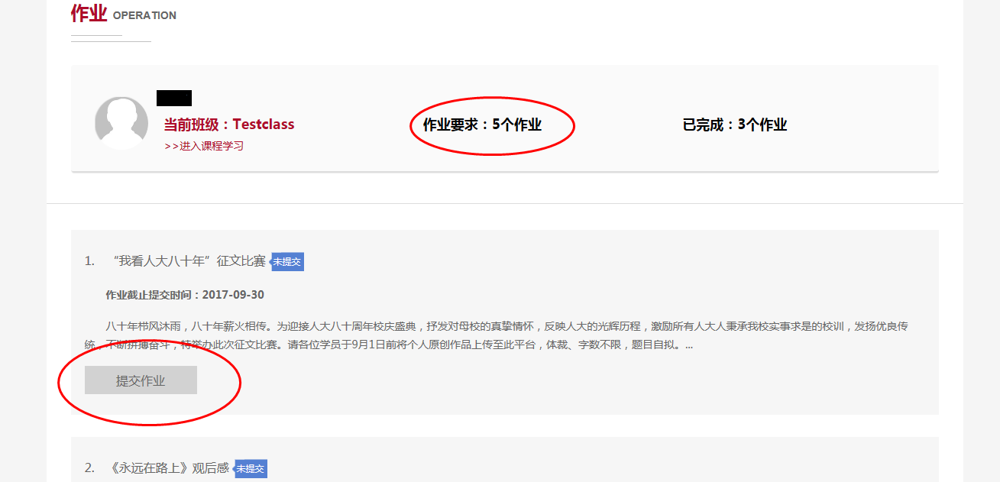 作业 OPERATION
当前班级：Testclass
作业要求：5个作业
已完成：3个作业
>>进入课程学习
1. “我看人大八十年”征文比赛 未提交
作业截止提交时间：2017-09-30
八十年栉风沐雨，八十年薪火相传。为迎接人大八十周年校庆盛典，抒发对母校的真挚情怀，反映人大的光辉历程，激励所有人大人秉承我校实事求是的校训，发扬优良传
统，不断拼搏奋斗，特举办此次征文比赛。请各位学员于9月1日前将个人原创作品上传至此平台，体裁、字数不限，题目自拟。...
提交作业
2. 《永远在路上》观后感 未提交